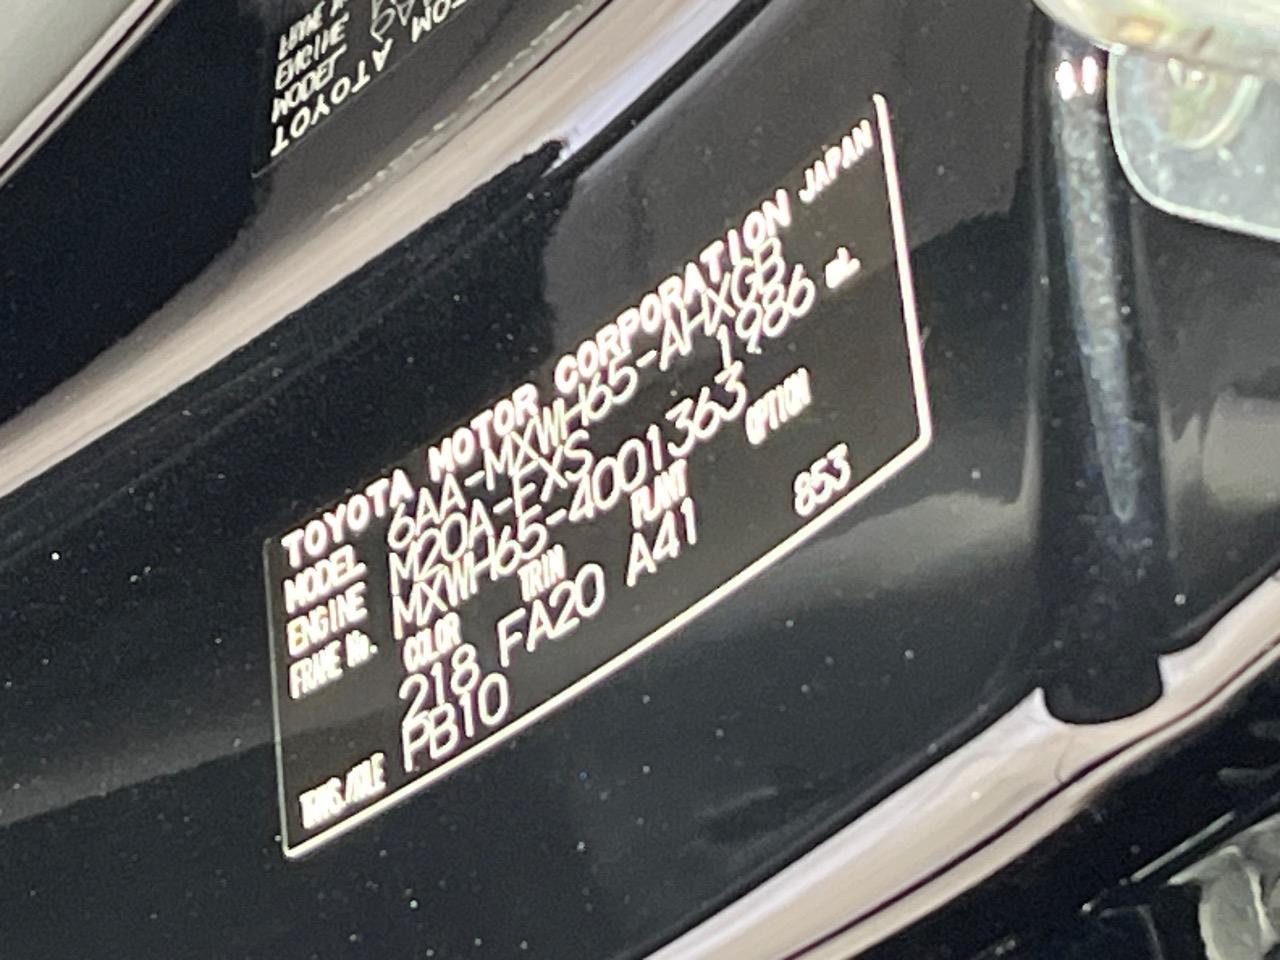 TOYOTA MOTOR CORPORATION JAPAN
MODEL 6AA-MXWH65-AHXGB
ENGINE M20A-FXS 1986 mL
FRAME No. MXWH65-4001363
COLOR TRIM PLANT OPTION
218 FA20 A41 853
TRANS./AXLE PB10